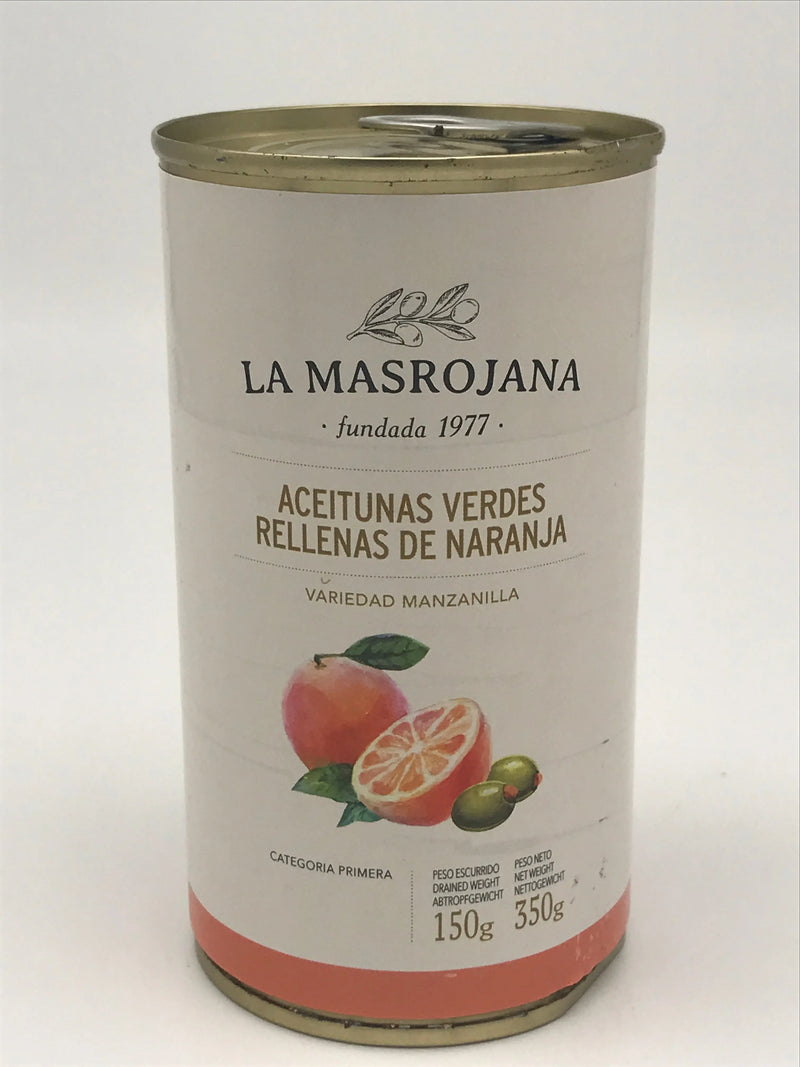 LA MASROJANA
· fundada 1977 ·
ACEITUNAS VERDES
RELLENAS DE NARANJA
VARIEDAD MANZANILLA
CATEGORIA PRIMERA
PESO ESCURRIDO
DRAINED WEIGHT
ABTROPFGEWICHT
150g
PESO NETO
NET WEIGHT
NETTOGEWICHT
350g